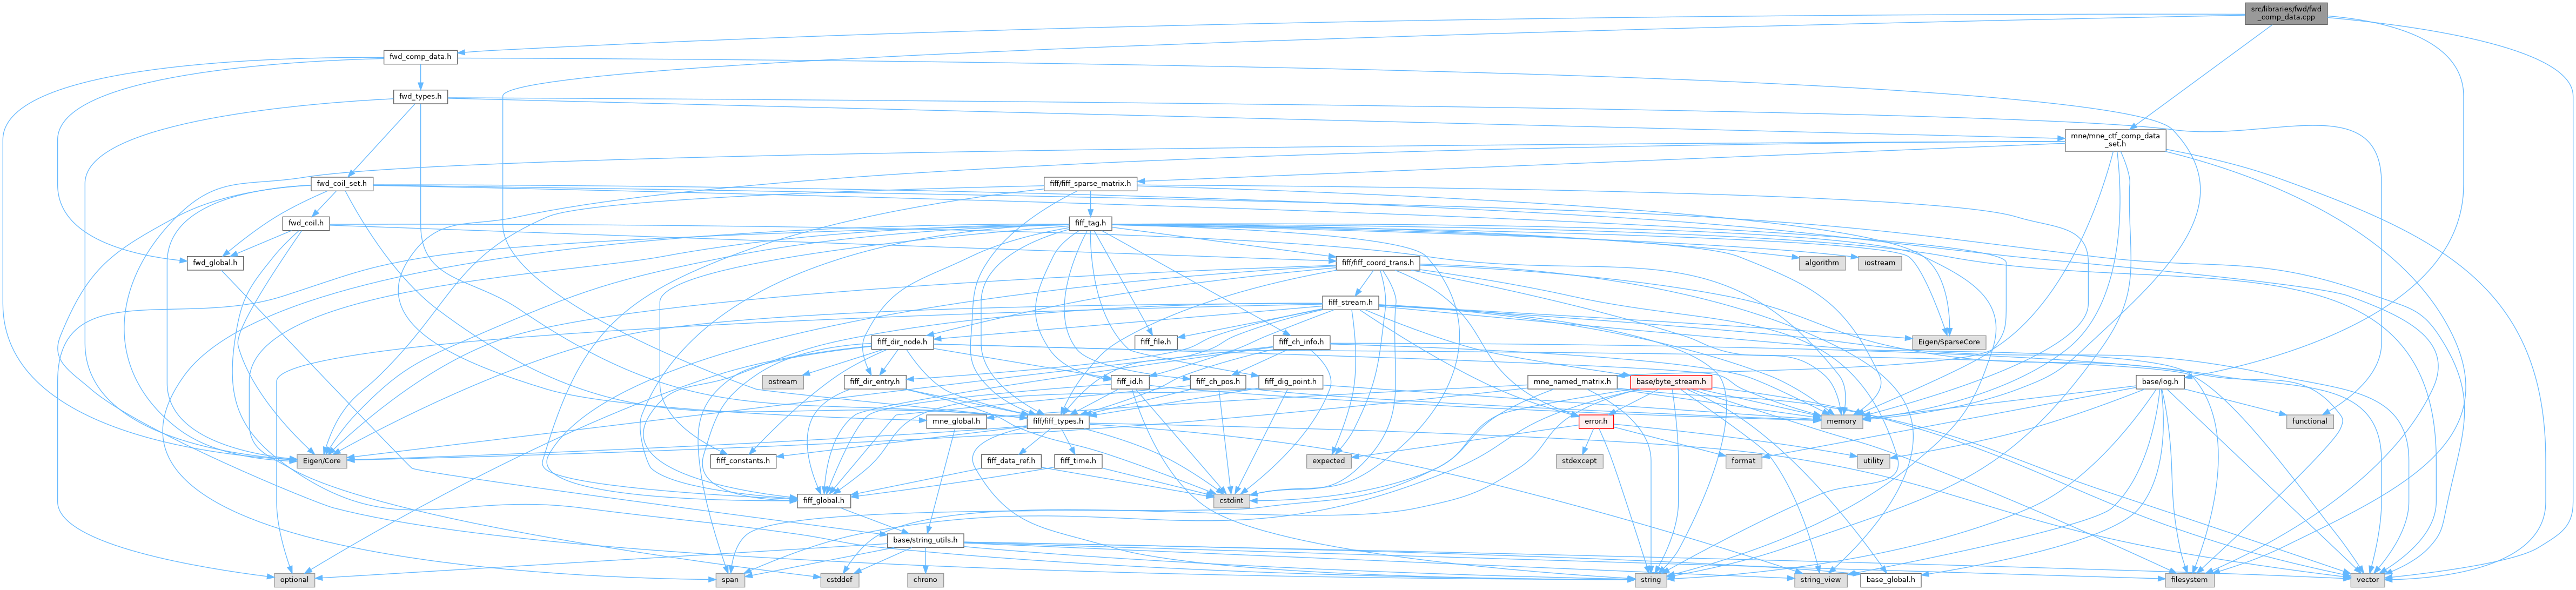 src/libraries/fwd/fwd
_comp_data.cpp
fwd_comp_data.h
fwd_types.h
mne/mne_ctf_comp_data
_set.h
fwd_coil_set.h
fiff/fiff_sparse_matrix.h
fwd_coil.h
fiff_tag.h
fwd_global.h
fiff/fiff_coord_trans.h
algorithm
iostream
fiff_stream.h
fiff_dir_node.h
fiff_file.h
fiff_ch_info.h
Eigen/SparseCore
ostream
fiff_dir_entry.h
fiff_id.h
fiff_ch_pos.h
fiff_dig_point.h
mne_named_matrix.h
base/byte_stream.h
base/log.h
mne_global.h
fiff/fiff_types.h
error.h
memory
functional
Eigen/Core
fiff_constants.h
fiff_data_ref.h
fiff_time.h
expected
stdexcept
format
utility
fiff_global.h
cstdint
base/string_utils.h
optional
span
cstddef
chrono
string
string_view
base_global.h
filesystem
vector